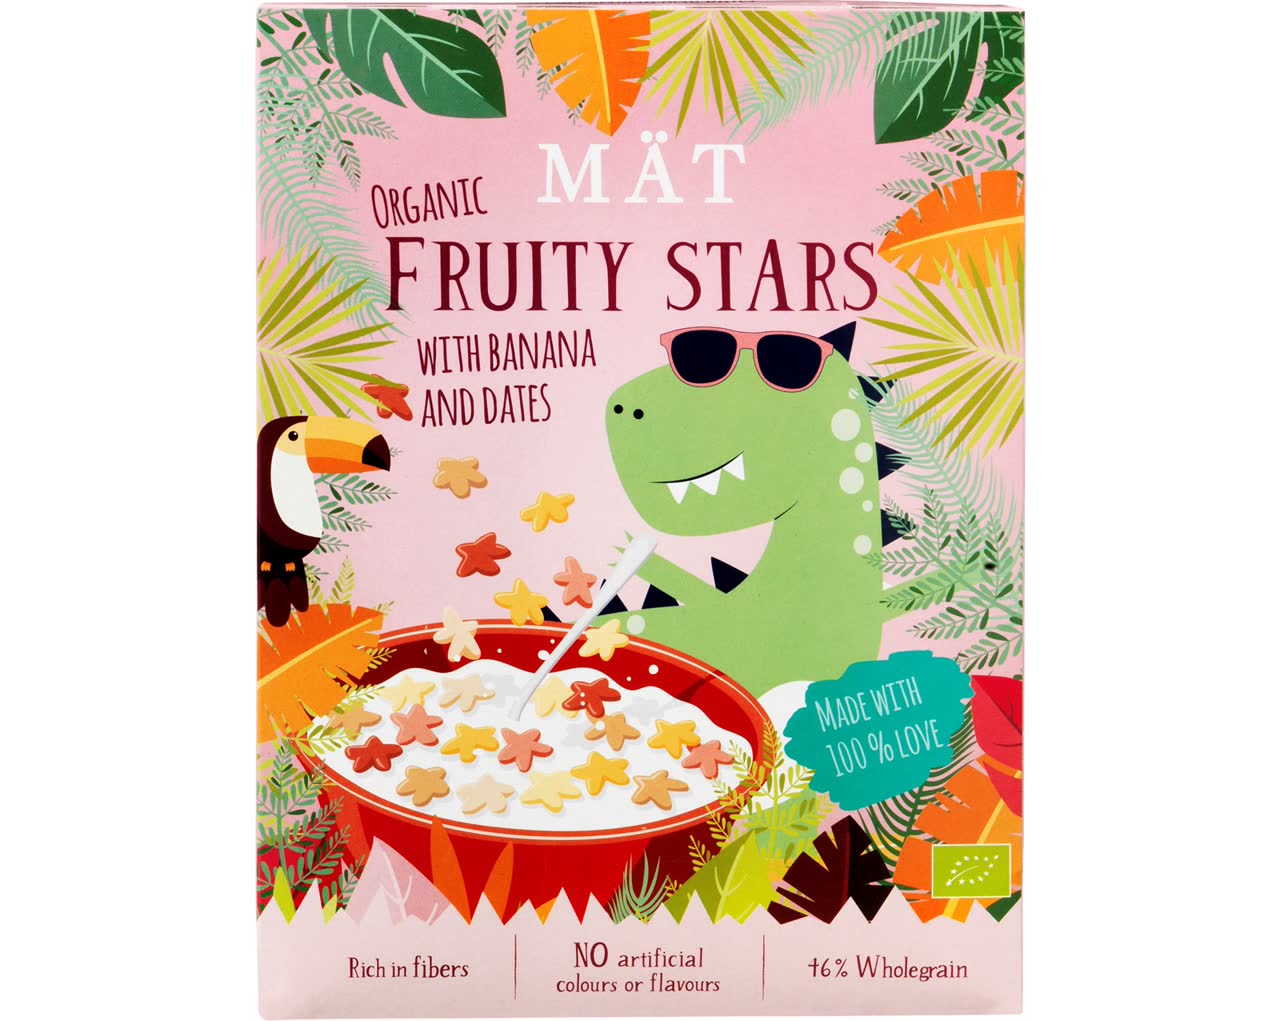 MÄT
ORGANIC
FRUITY STARS
WITH BANANA
AND DATES
MADE WITH
100 % LOVE
Rich in fibers
NO artificial
colours or flavours
46% Wholegrain